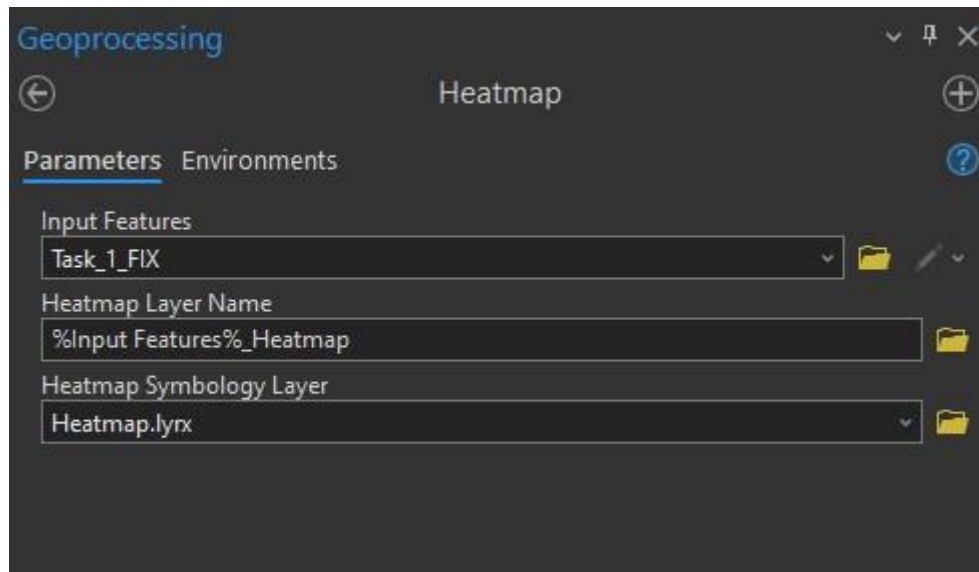 Geoprocessing
Heatmap
Parameters Environments
Input Features
Task_1_FIX
Heatmap Layer Name
%Input Features%_Heatmap
Heatmap Symbology Layer
Heatmap.lyrx